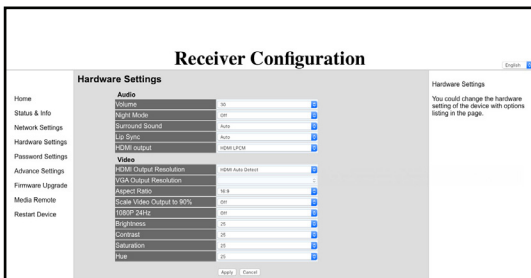 Receiver Configuration
English
Hardware Settings
Audio
Volume 30
Night Mode Off
Surround Sound Auto
Lip Sync Auto
HDMI output HDMI LPCM
Video
HDMI Output Resolution HDMI Auto Detect
VGA Output Resolution
Aspect Ratio 16:9
Scale Video Output to 90% Off
1080P 24Hz Off
Brightness 25
Contrast 25
Saturation 25
Hue 25
Apply Cancel
Home
Status & Info
Network Settings
Hardware Settings
Password Settings
Advance Settings
Firmware Upgrade
Media Remote
Restart Device
Hardware Settings
You could change the hardware
setting of the device with options
listing in the page.